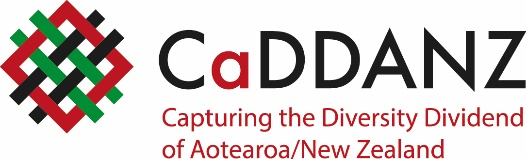 CaDDANZ
Capturing the Diversity Dividend
of Aotearoa/New Zealand